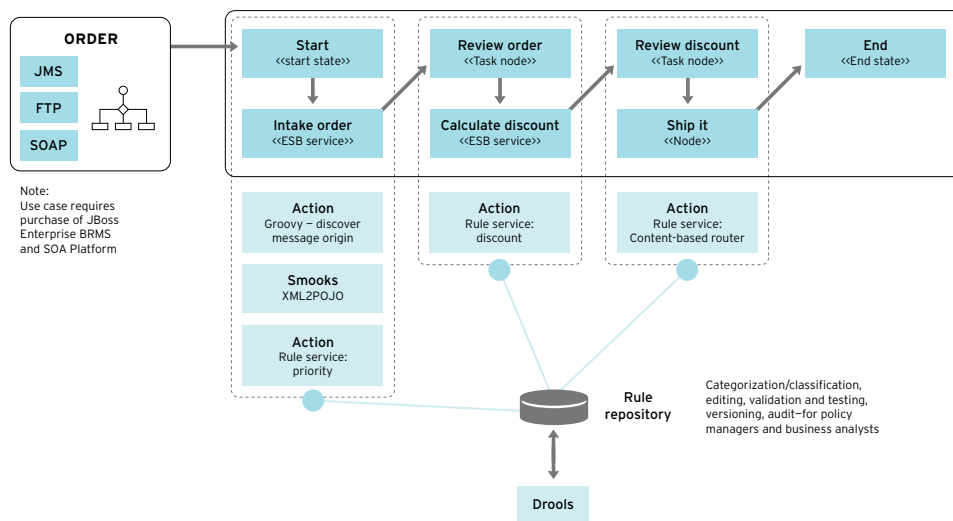 ORDER
JMS
FTP
SOAP
Note:
Use case requires
purchase of JBoss
Enterprise BRMS
and SOA Platform
Start
‹‹start state››
Intake order
‹‹ESB service››
Review order
‹‹Task node››
Calculate discount
‹‹ESB service››
Review discount
‹‹Task node››
Ship it
‹‹Node››
End
‹‹End state››
Action
Groovy – discover
message origin
Smooks
XML2POJO
Action
Rule service:
priority
Action
Rule service:
discount
Action
Rule service:
Content-based router
Rule
repository
Categorization/classification,
editing, validation and testing,
versioning, audit–for policy
managers and business analysts
Drools